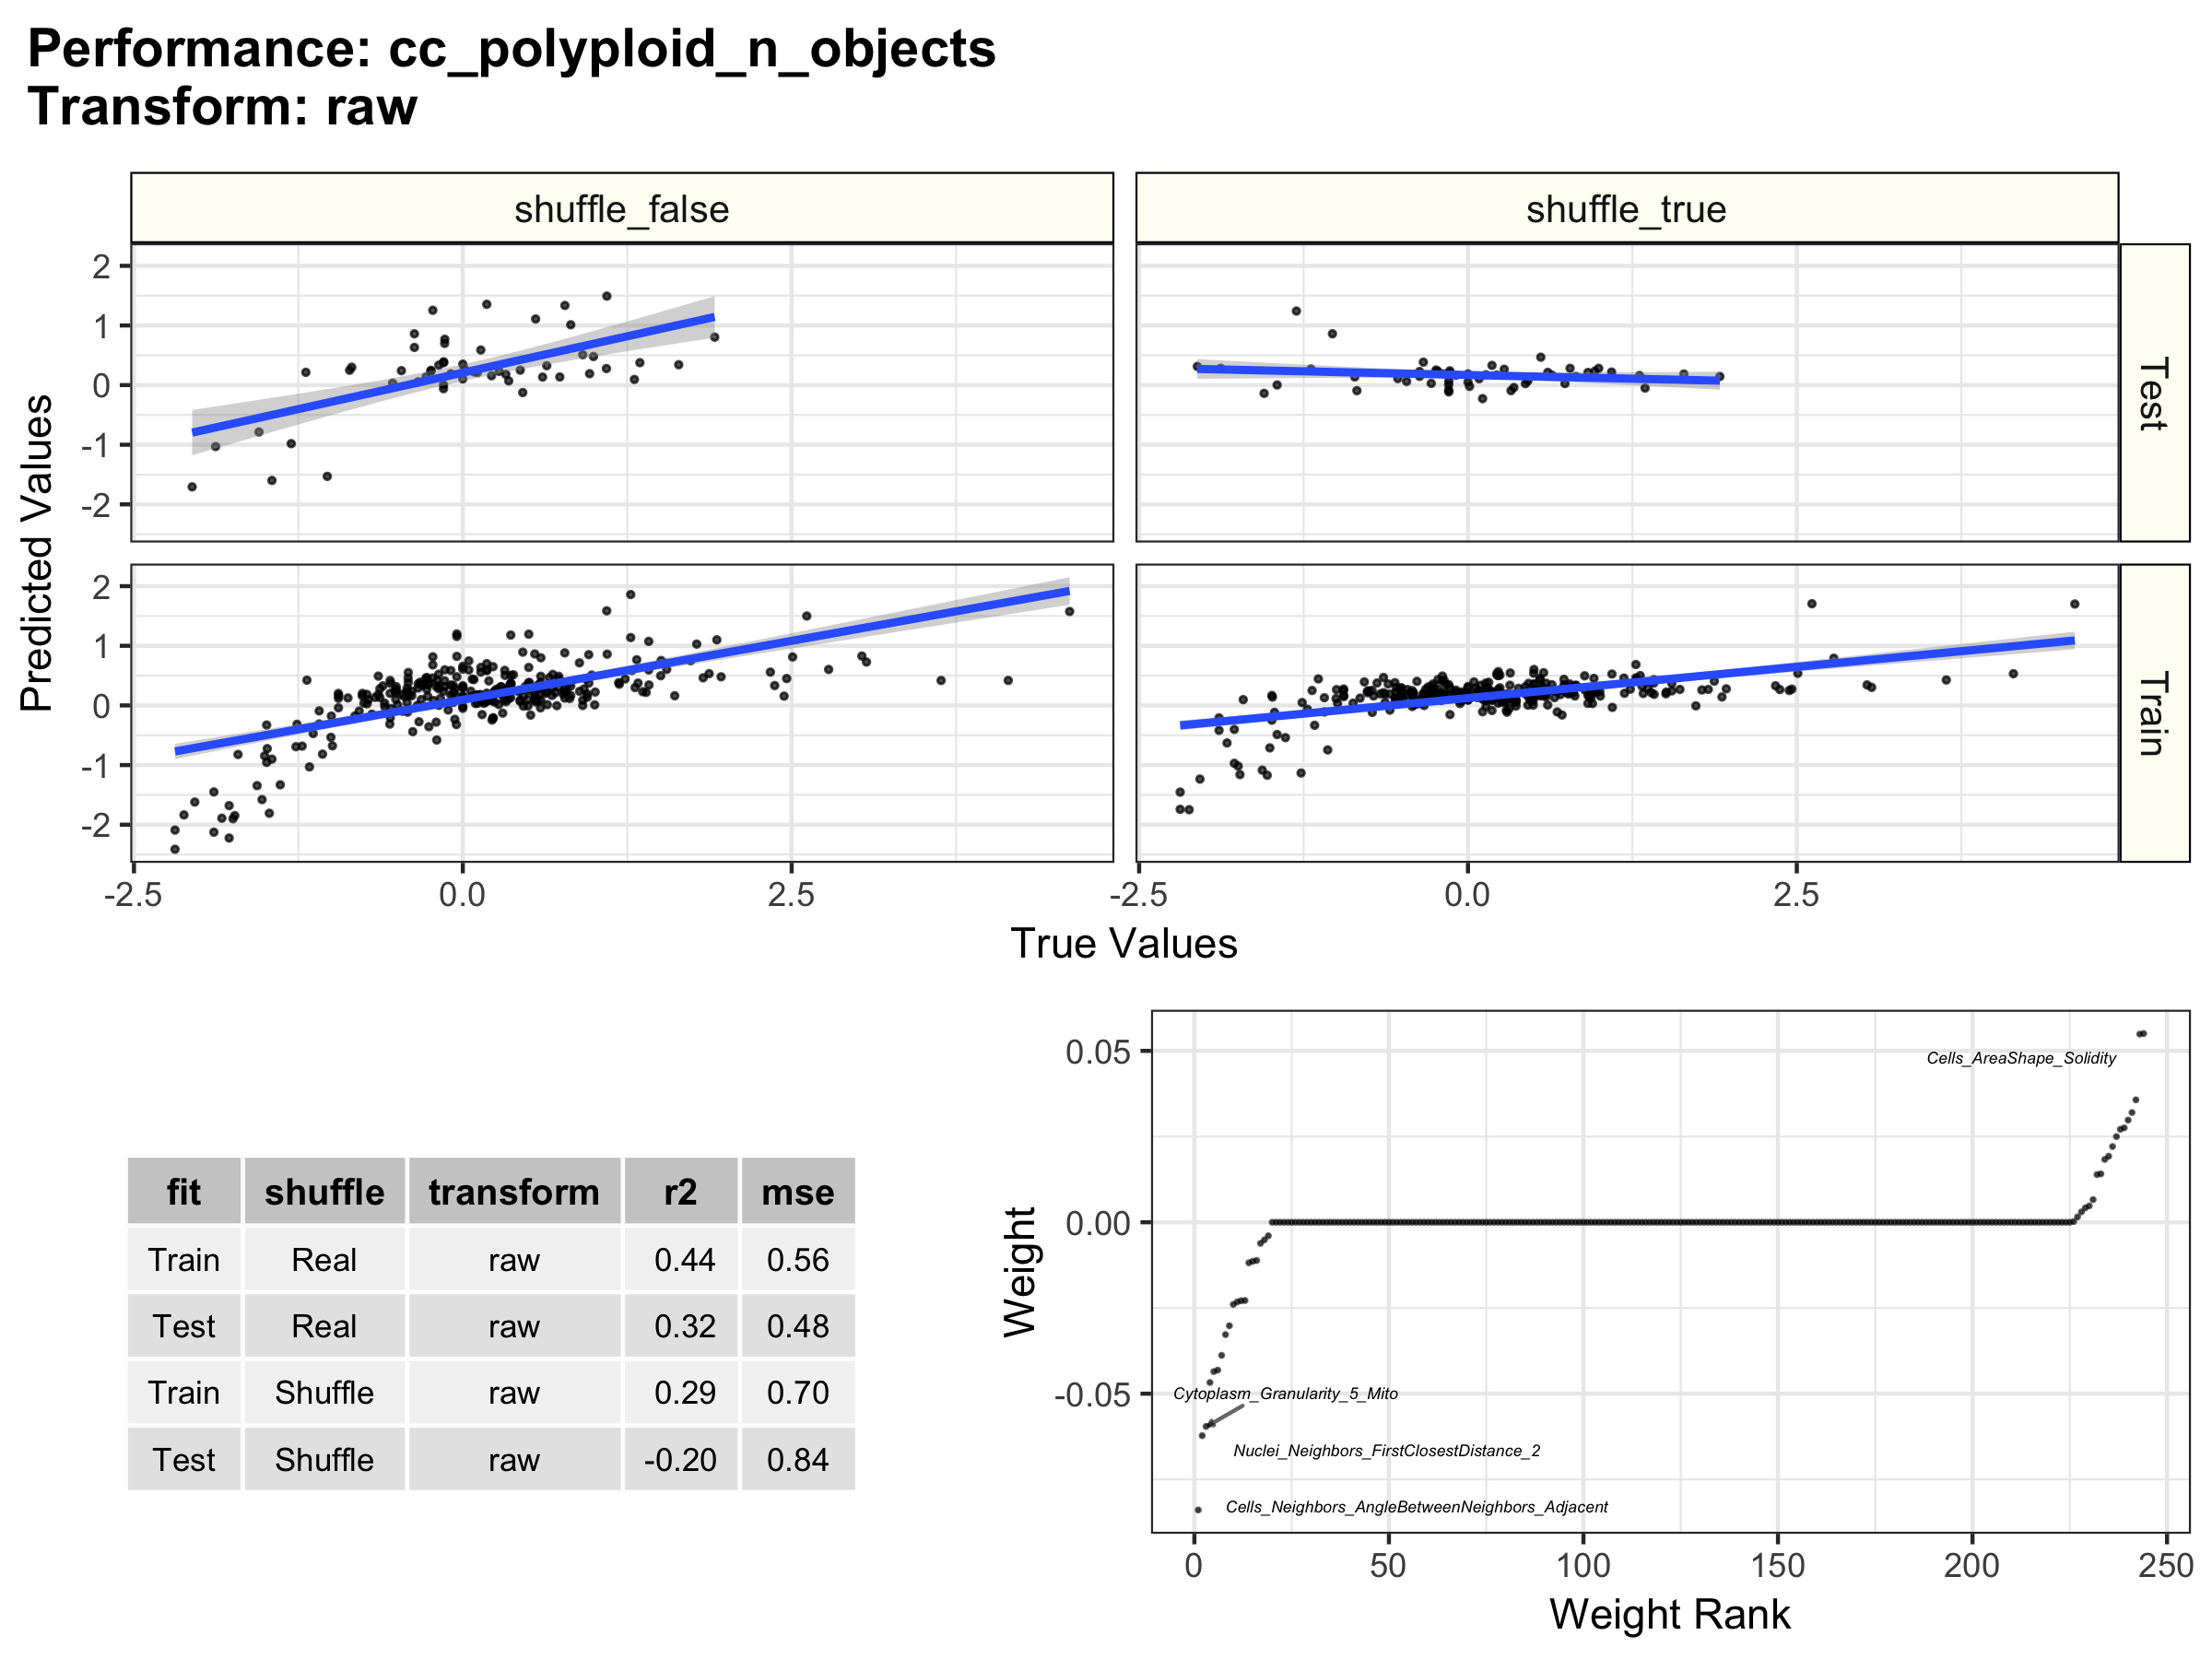 Performance: cc_polyploid_n_objects
Transform: raw
shuffle_false
shuffle_true
Predicted Values
2
1
0
-1
-2
Test
2
1
0
-1
-2
Train
-2.5
0.0
2.5
-2.5
0.0
2.5
True Values
fit shuffle transform r2 mse
Train Real raw 0.44 0.56
Test Real raw 0.32 0.48
Train Shuffle raw 0.29 0.70
Test Shuffle raw -0.20 0.84
Weight
0.05
0.00
-0.05
Cells_AreaShape_Solidity
Cytoplasm_Granularity_5_Mito
Nuclei_Neighbors_FirstClosestDistance_2
Cells_Neighbors_AngleBetweenNeighbors_Adjacent
0
50
100
150
200
250
Weight Rank